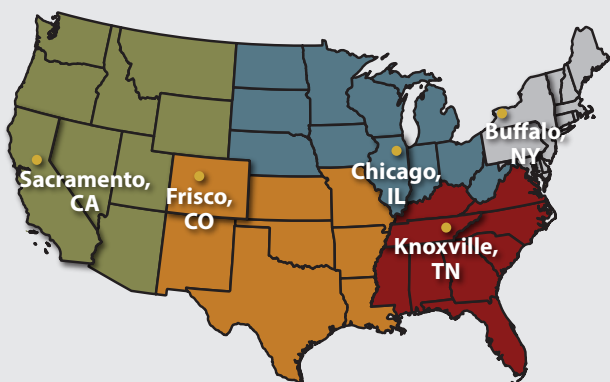 Sacramento,
CA
Frisco,
CO
Chicago,
IL
Buffalo,
NY
Knoxville,
TN